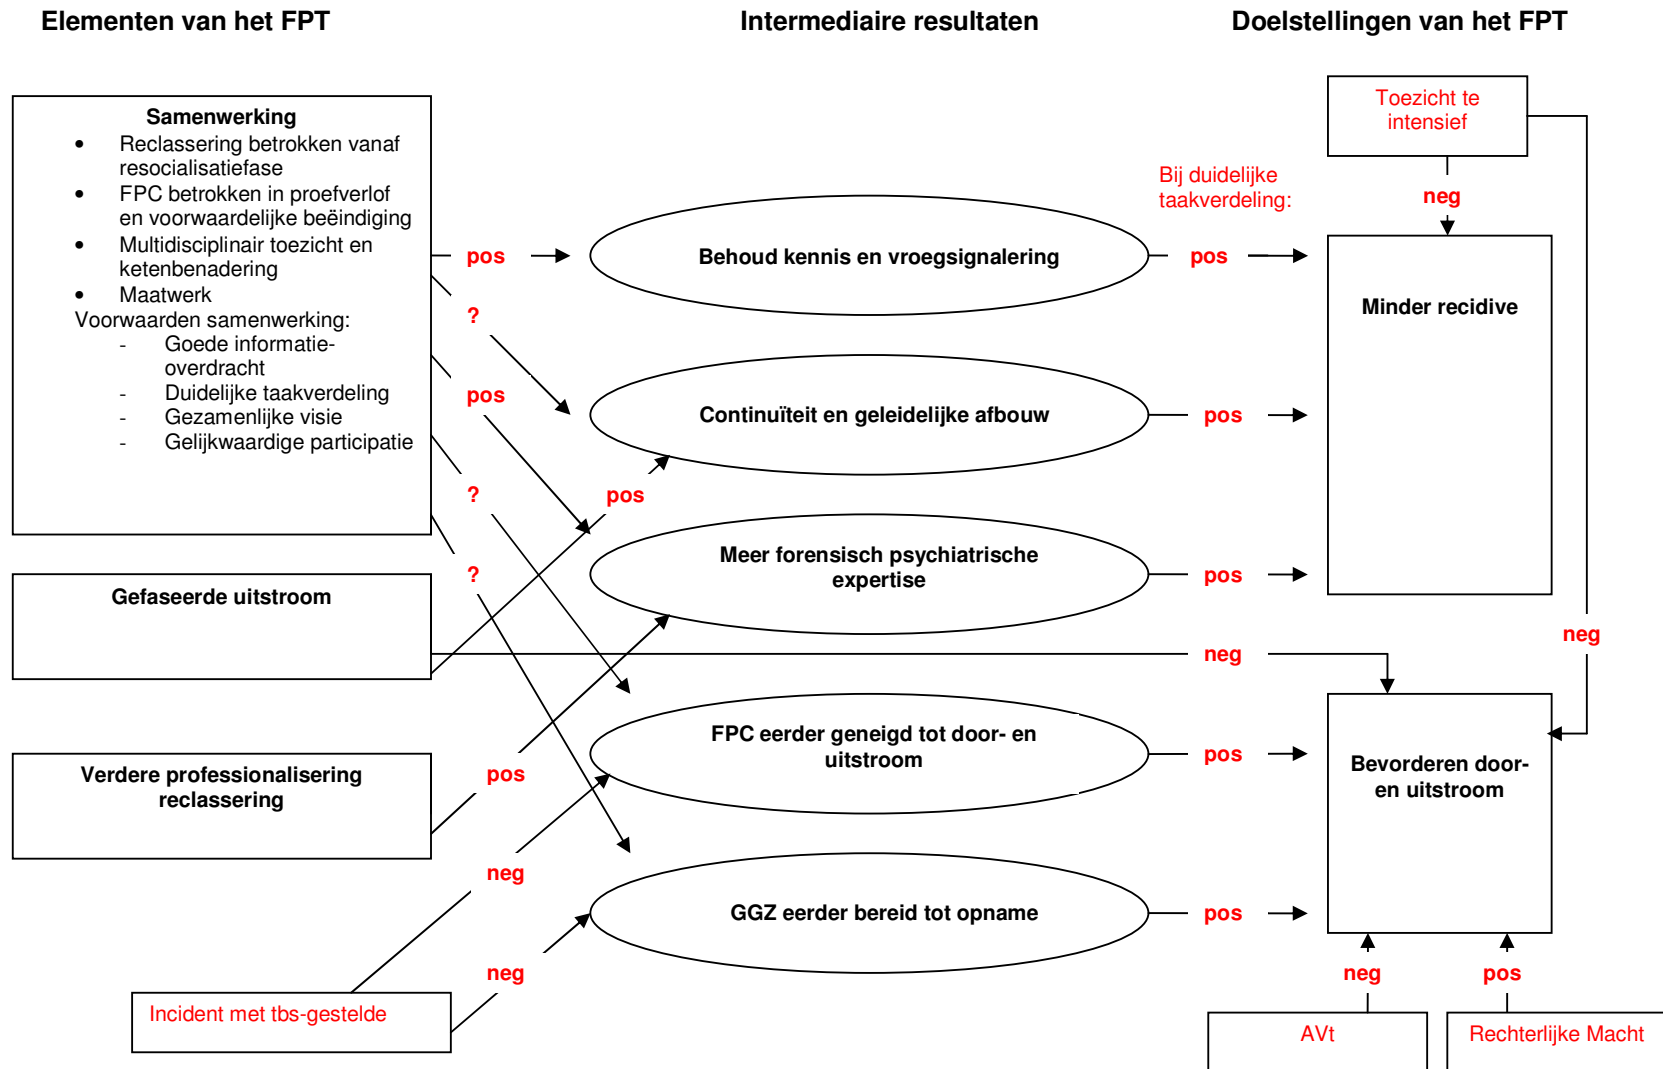 Elementen van het FPT
Intermediaire resultaten
Doelstellingen van het FPT
Samenwerking
• Reclassering betrokken vanaf
resocialisatiefase
• FPC betrokken in proefverlof
en voorwaardelijke beëindiging
• Multidisciplinair toezicht en
ketenbenadering
• Maatwerk
Voorwaarden samenwerking:
- Goede informatie-
overdracht
- Duidelijke taakverdeling
- Gezamenlijke visie
- Gelijkwaardige participatie
Gefaseerde uitstroom
Verdere professionalisering
reclassering
Incident met tbs-gestelde
pos
?
pos
?
pos
?
pos
neg
neg
Behoud kennis en vroegsignalering
Continuïteit en geleidelijke afbouw
Meer forensisch psychiatrische
expertise
FPC eerder geneigd tot door- en
uitstroom
GGZ eerder bereid tot opname
Bij duidelijke
taakverdeling:
pos
pos
pos
neg
pos
pos
Toezicht te
intensief
neg
Minder recidive
neg
Bevorderen door-
en uitstroom
neg
pos
AVt
Rechterlijke Macht